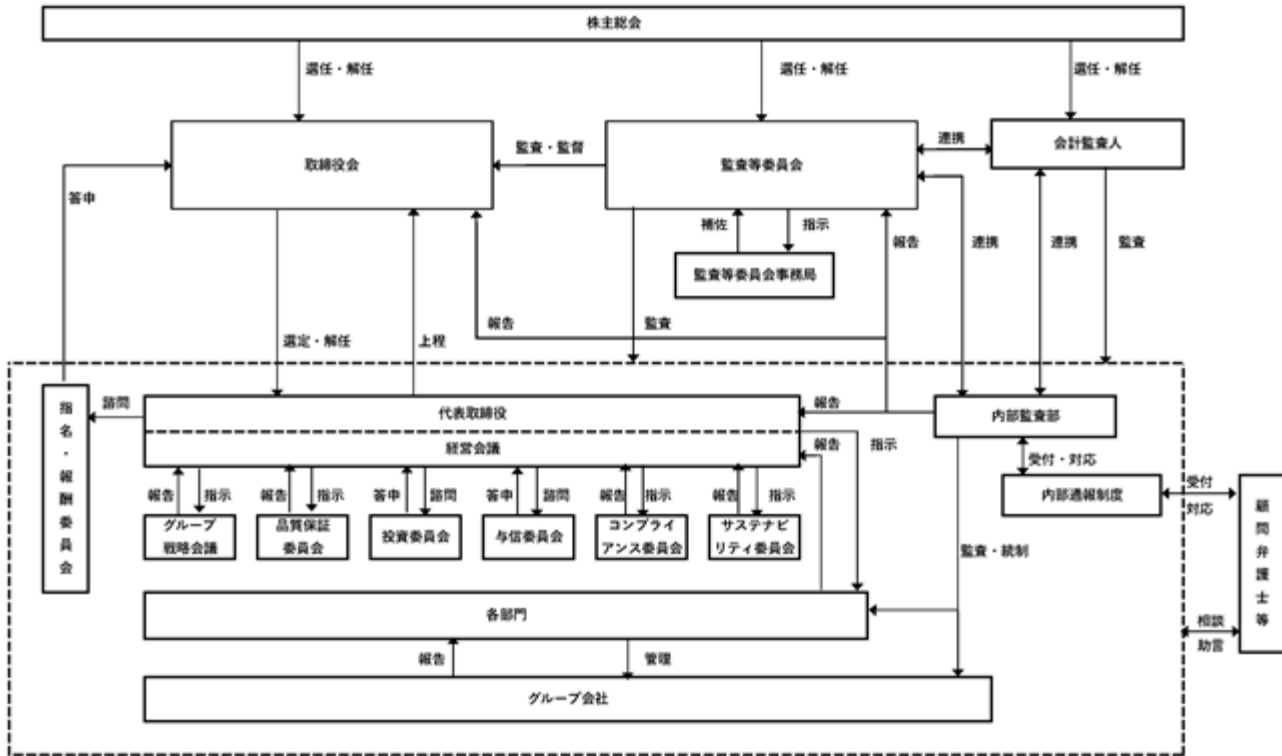 株主総会
選任・解任
選任・解任
選任・解任
取締役会
監査・監督
監査等委員会
連携
会計監査人
答申
補佐
指示
報告
連携
連携
監査
監査等委員会事務局
選定・解任
上程
報告
監査
指名・報酬委員会
諮問
代表取締役
報告
内部監査部
経営会議
報告
指示
受付・対応
報告
指示
報告
指示
答申
諮問
答申
諮問
報告
指示
報告
指示
内部通報制度
受付
対応
グループ
戦略会議
品質保証
委員会
投資委員会
与信委員会
コンプライ
アンス委員会
サステナビ
リティ委員会
監査・統制
顧問弁護士等
各部門
相談
助言
報告
管理
グループ会社